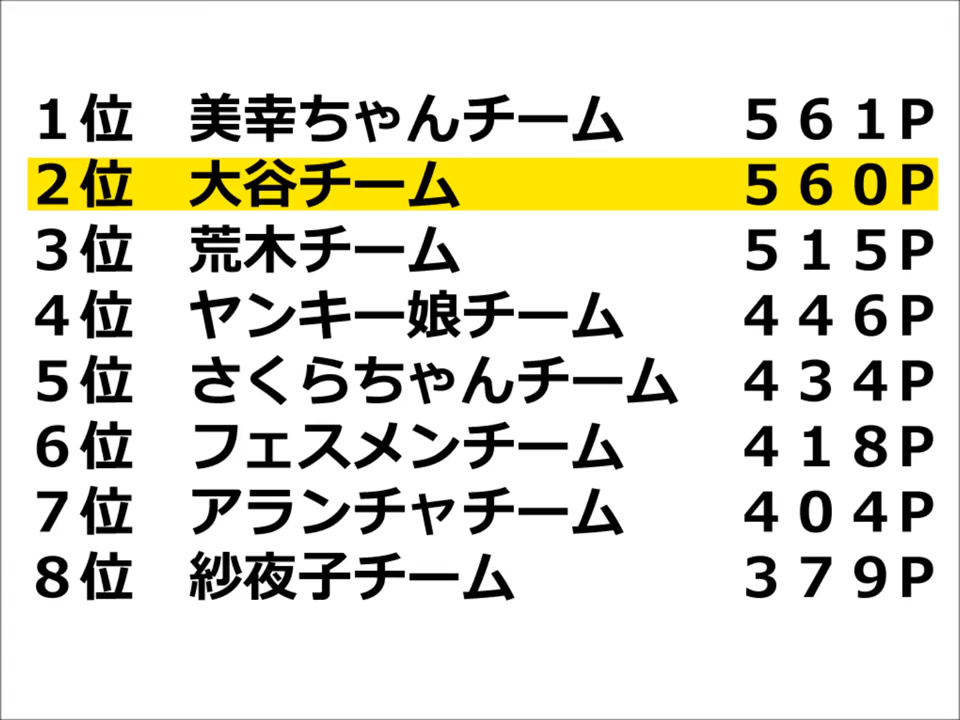 1位 美幸ちゃんチーム 561P
2位 大谷チーム 560P
3位 荒木チーム 515P
4位 ヤンキー娘チーム 446P
5位 さくらちゃんチーム 434P
6位 フェスメンチーム 418P
7位 アランチャチーム 404P
8位 紗夜子チーム 379P